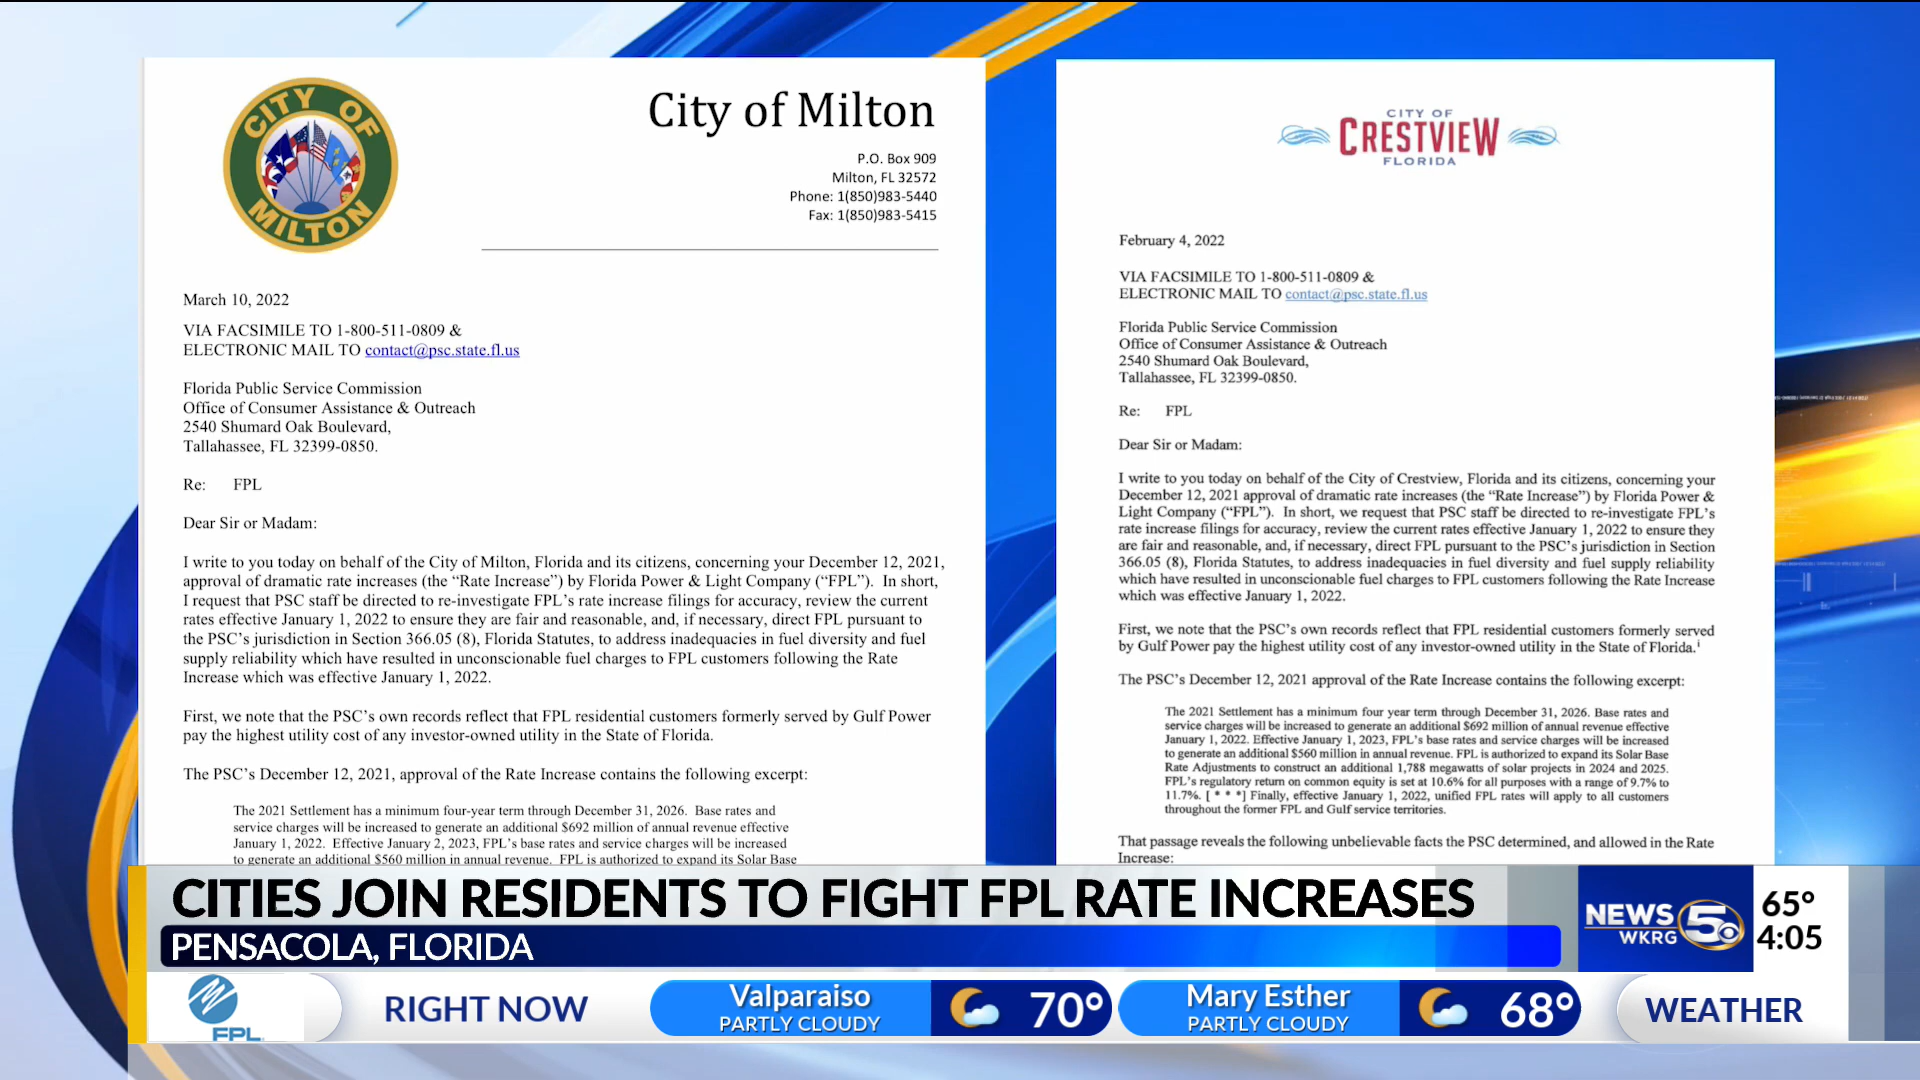 CITY OF
MILTON
City of Milton
P.O. Box 909
Milton, FL 32572
Phone: 1(850)983-5440
Fax: 1(850)983-5415
March 10, 2022
VIA FACSIMILE TO 1-800-511-0809 &
ELECTRONIC MAIL TO contact@psc.state.fl.us
Florida Public Service Commission
Office of Consumer Assistance & Outreach
2540 Shumard Oak Boulevard,
Tallahassee, FL 32399-0850.
Re: FPL
Dear Sir or Madam:
I write to you today on behalf of the City of Milton, Florida and its citizens, concerning your December 12, 2021,
approval of dramatic rate increases (the “Rate Increase”) by Florida Power & Light Company (“FPL”). In short,
I request that PSC staff be directed to re-investigate FPL’s rate increase filings for accuracy, review the current
rates effective January 1, 2022 to ensure they are fair and reasonable, and, if necessary, direct FPL pursuant to
the PSC’s jurisdiction in Section 366.05 (8), Florida Statutes, to address inadequacies in fuel diversity and fuel
supply reliability which have resulted in unconscionable fuel charges to FPL customers following the Rate
Increase which was effective January 1, 2022.
First, we note that the PSC’s own records reflect that FPL residential customers formerly served by Gulf Power
pay the highest utility cost of any investor-owned utility in the State of Florida.
The PSC’s December 12, 2021, approval of the Rate Increase contains the following excerpt:
The 2021 Settlement has a minimum four-year term through December 31, 2026. Base rates and
service charges will be increased to generate an additional $692 million of annual revenue effective
January 1, 2022. Effective January 2, 2023, FPL’s base rates and service charges will be increased
to generate an additional $560 million in annual revenue. FPL is authorized to expand its Solar Base
CITY OF
CRESTVIEW
FLORIDA
February 4, 2022
VIA FACSIMILE TO 1-800-511-0809 &
ELECTRONIC MAIL TO contact@psc.state.fl.us
Florida Public Service Commission
Office of Consumer Assistance & Outreach
2540 Shumard Oak Boulevard,
Tallahassee, FL 32399-0850.
Re: FPL
Dear Sir or Madam:
I write to you today on behalf of the City of Crestview, Florida and its citizens, concerning your
December 12, 2021 approval of dramatic rate increases (the “Rate Increase”) by Florida Power &
Light Company (“FPL”). In short, we request that PSC staff be directed to re-investigate FPL’s
rate increase filings for accuracy, review the current rates effective January 1, 2022 to ensure they
are fair and reasonable, and, if necessary, direct FPL pursuant to the PSC’s jurisdiction in Section
366.05 (8), Florida Statutes, to address inadequacies in fuel diversity and fuel supply reliability
which have resulted in unconscionable fuel charges to FPL customers following the Rate Increase
which was effective January 1, 2022.
First, we note that the PSC’s own records reflect that FPL residential customers formerly served
by Gulf Power pay the highest utility cost of any investor-owned utility in the State of Florida.i
The PSC’s December 12, 2021 approval of the Rate Increase contains the following excerpt:
The 2021 Settlement has a minimum four year term through December 31, 2026. Base rates and
service charges will be increased to generate an additional $692 million of annual revenue effective
January 1, 2022. Effective January 1, 2023, FPL’s base rates and service charges will be increased
to generate an additional $560 million in annual revenue. FPL is authorized to expand its Solar Base
Rate Adjustments to construct an additional 1,788 megawatts of solar projects in 2024 and 2025.
FPL’s regulatory return on common equity is set at 10.6% for all purposes with a range of 9.7% to
11.7%. [ * * *] Finally, effective January 1, 2022, unified FPL rates will apply to all customers
throughout the former FPL and Gulf service territories.
That passage reveals the following unbelievable facts the PSC determined, and allowed in the Rate
Increase:
CITIES JOIN RESIDENTS TO FIGHT FPL RATE INCREASES
PENSACOLA, FLORIDA
NEWS 5
WKRG
65°
4:05
FPL
RIGHT NOW
Valparaiso
PARTLY CLOUDY
70°
Mary Esther
PARTLY CLOUDY
68°
WEATHER